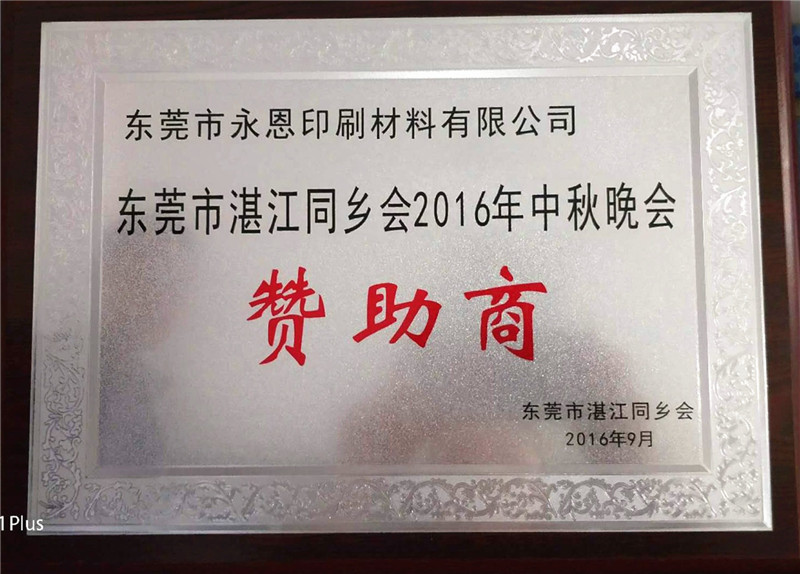 东莞市永恩印刷材料有限公司
东莞市湛江同乡会2016年中秋晚会
赞助商
东莞市湛江同乡会
2016年9月
1Plus